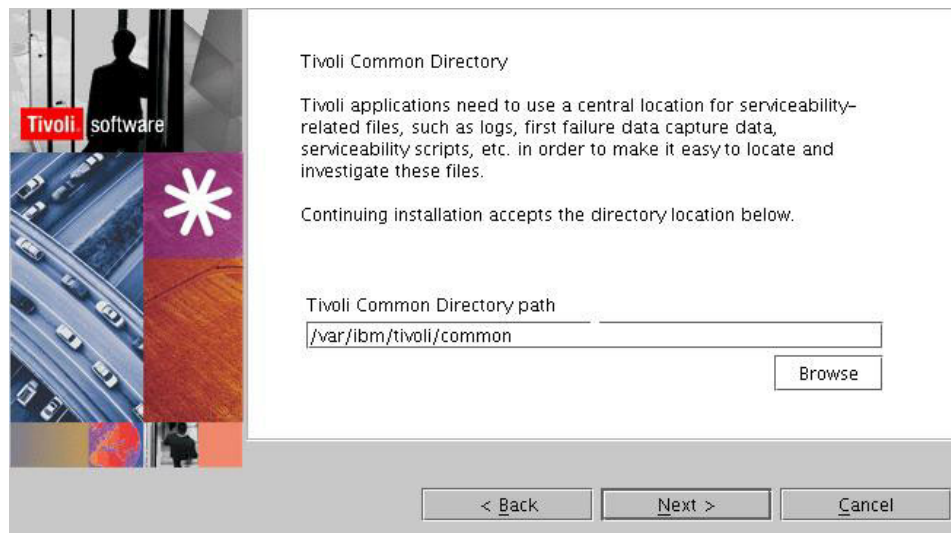 Tivoli software
Tivoli Common Directory
Tivoli applications need to use a central location for serviceability-
related files, such as logs, first failure data capture data,
serviceability scripts, etc. in order to make it easy to locate and
investigate these files.
Continuing installation accepts the directory location below.
Tivoli Common Directory path
/var/ibm/tivoli/common
Browse
< Back
Next >
Cancel